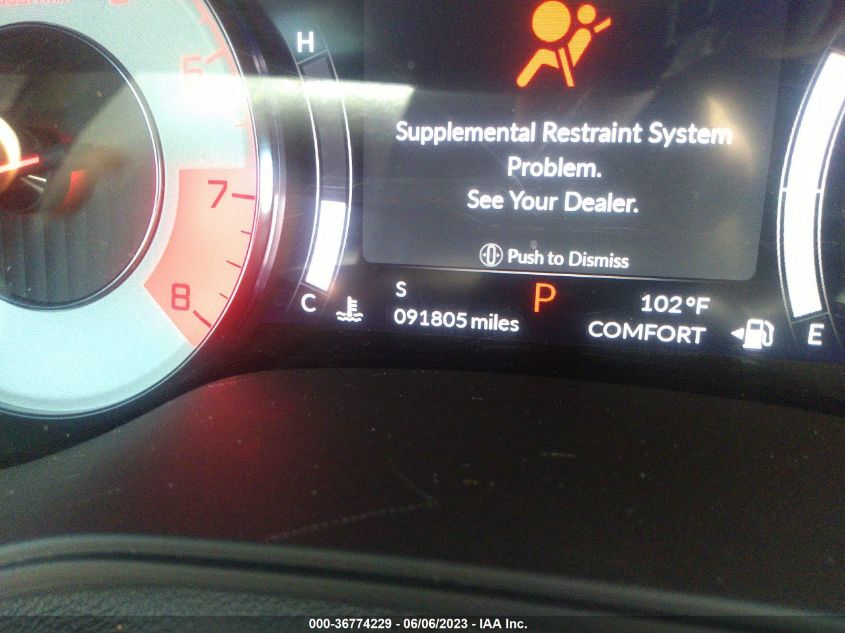 6
7
8
H
C
Supplemental Restraint System
Problem.
See Your Dealer.
Push to Dismiss
S
P
091805 miles
102 °F
COMFORT
E
000-36774229 - 06/06/2023 - IAA Inc.